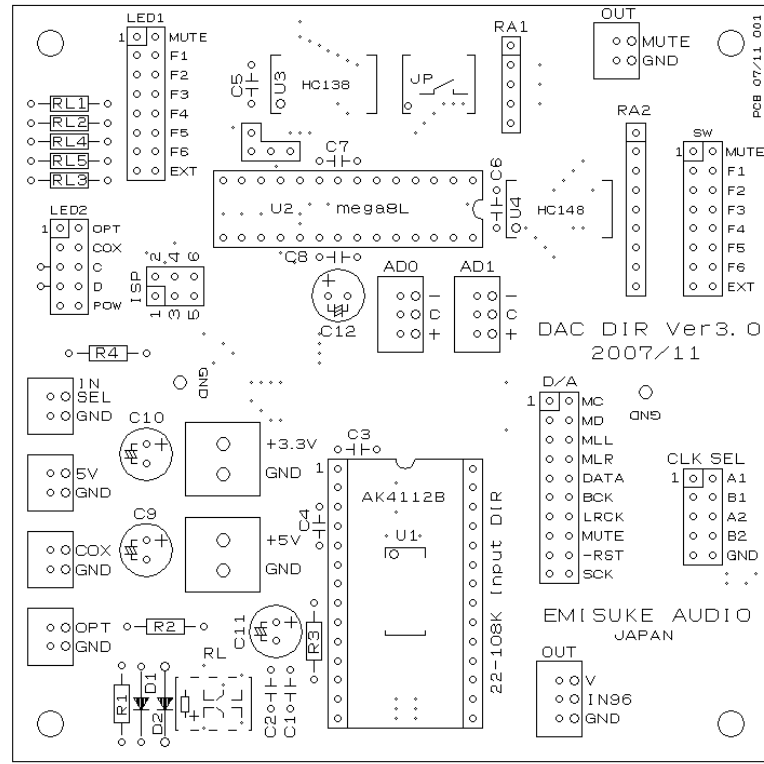 LED1
1 MUTE
F1
F2
F3
F4
F5
F6
EXT
RL1
RL2
RL4
RL5
RL3
C5
U3
HC138
JP
RA1
OUT
MUTE
GND
PCB 07/11 001
RA2
SW
1 MUTE
F1
F2
F3
F4
F5
F6
EXT
C7
C6
U2 mega8L
U4
HC148
LED2
1 OPT
COX
C
D
POW
ISP
2 4 6
1 3 5
C8
C12
AD0
-
C
+
AD1
-
C
+
DAC DIR Ver3.0
2007/11
R4
GND
GND
IN
SEL
GND
C10
+3.3V
GND
5V
GND
C9
+5V
GND
COX
GND
OPT
GND
R2
C11
R3
RL
R1
D1
D2
+
C2
C1
C3
C4
1
AK4112B
U1
22-108K Input DIR
D/A
1 MC
MD
MLL
MLR
DATA
BCK
LRCK
MUTE
-RST
SCK
CLK SEL
1 A1
B1
A2
B2
GND
EMISUKE AUDIO
JAPAN
OUT
V
IN96
GND